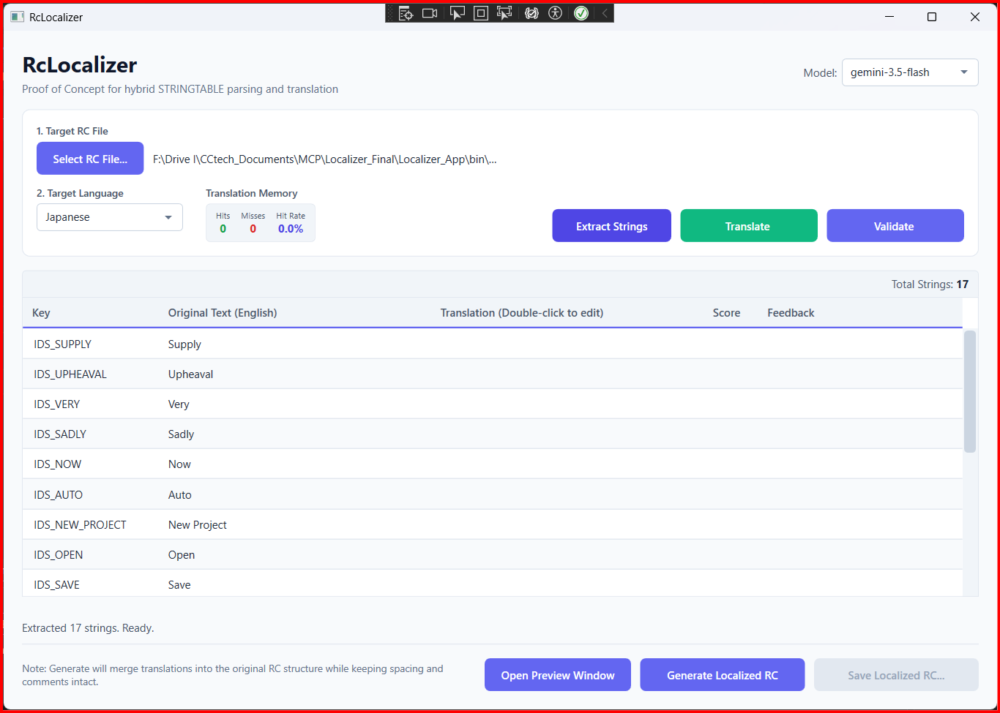 RcLocalizer
RcLocalizer
Proof of Concept for hybrid STRINGTABLE parsing and translation
Model: gemini-3.5-flash
1. Target RC File
Select RC File... F:\Drive I\CCtech_Documents\MCP\Localizer_Final\Localizer_App\bin\...
2. Target Language Translation Memory
Japanese
Hits Misses Hit Rate
0 0 0.0%
Extract Strings Translate Validate
Total Strings: 17
Key Original Text (English) Translation (Double-click to edit) Score Feedback
IDS_SUPPLY Supply
IDS_UPHEAVAL Upheaval
IDS_VERY Very
IDS_SADLY Sadly
IDS_NOW Now
IDS_AUTO Auto
IDS_NEW_PROJECT New Project
IDS_OPEN Open
IDS_SAVE Save
Extracted 17 strings. Ready.
Note: Generate will merge translations into the original RC structure while keeping spacing and
comments intact.
Open Preview Window Generate Localized RC Save Localized RC...